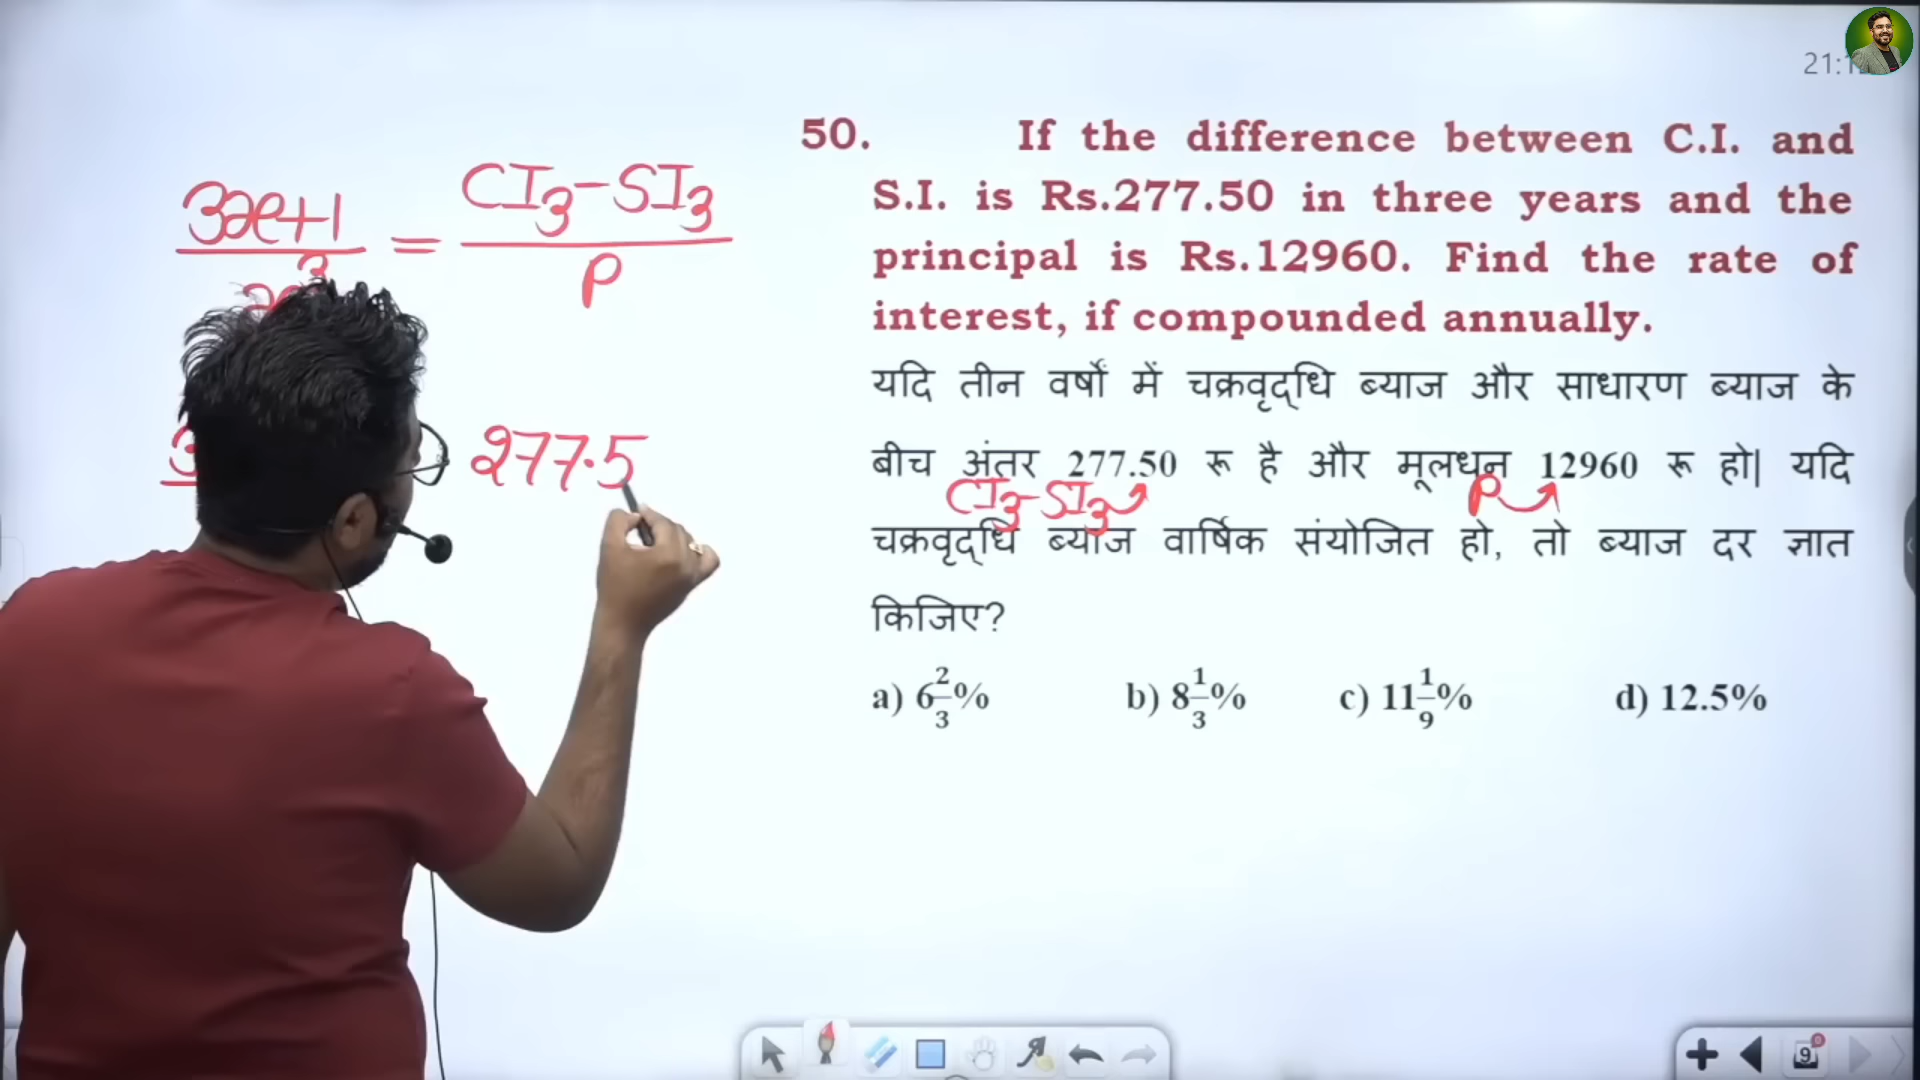 50. If the difference between C.I. and
S.I. is Rs.277.50 in three years and the
principal is Rs.12960. Find the rate of
interest, if compounded annually.
यदि तीन वर्षों में चक्रवृद्धि ब्याज और साधारण ब्याज के
बीच अंतर 277.50 रू है और मूलधन 12960 रू हो| यदि
CI3-SI3 P
चक्रवृद्धि ब्याज वार्षिक संयोजित हो, तो ब्याज दर ज्ञात
किजिए?
a) 6 2/3% b) 8 1/3% c) 11 1/9% d) 12.5%
3x+1 = CI3-SI3
P
3
277.5
9